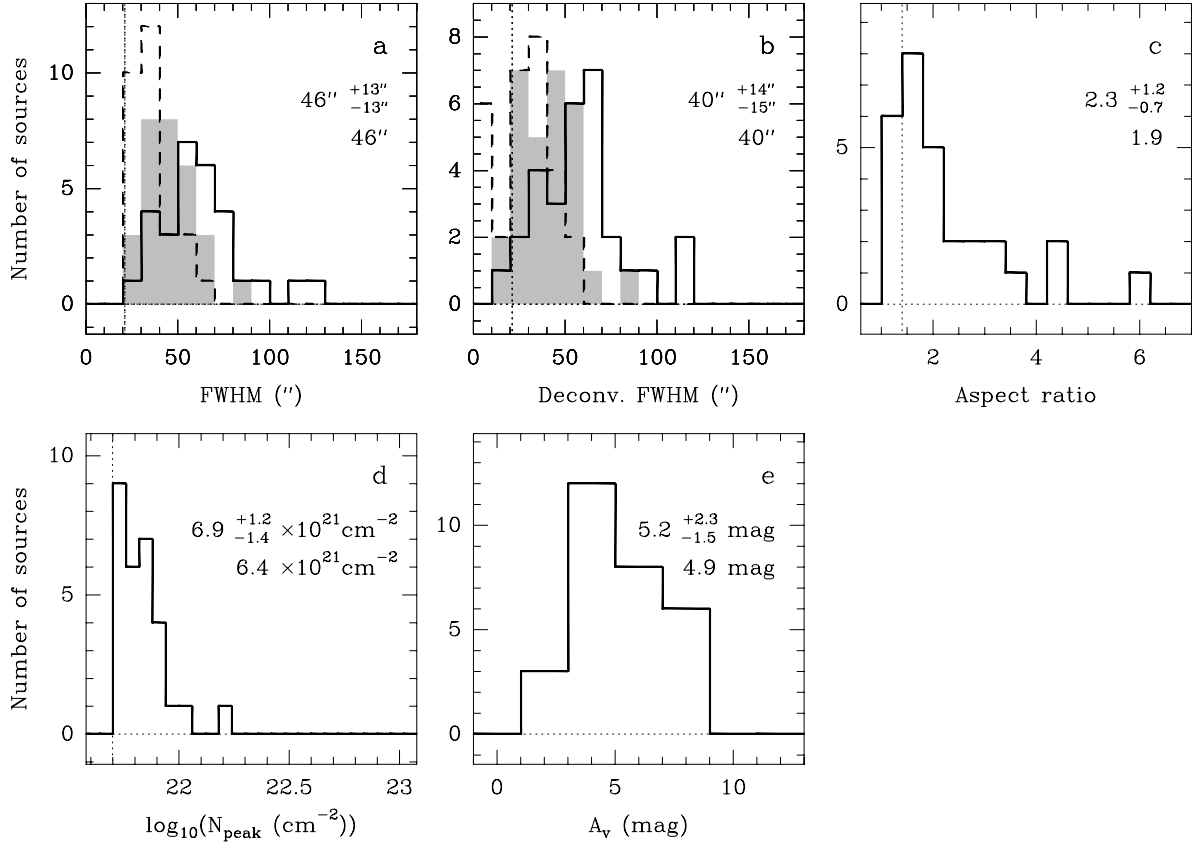 a
46″ +13″ −13″
46″
0
5
10
Number of sources
0 50 100 150
FWHM (″)
b
40″ +14″ −15″
40″
0
2
4
6
8
0 50 100 150
Deconv. FWHM (″)
c
2.3 +1.2 −0.7
1.9
0
5
2 4 6
Aspect ratio
d
6.9 +1.2 −1.4 ×10²¹cm⁻²
6.4 ×10²¹cm⁻²
0
5
10
Number of sources
22 22.5 23
log₁₀(Npeak (cm⁻²))
e
5.2 +2.3 −1.5 mag
4.9 mag
0
5
10
0 5 10
Aᵥ (mag)